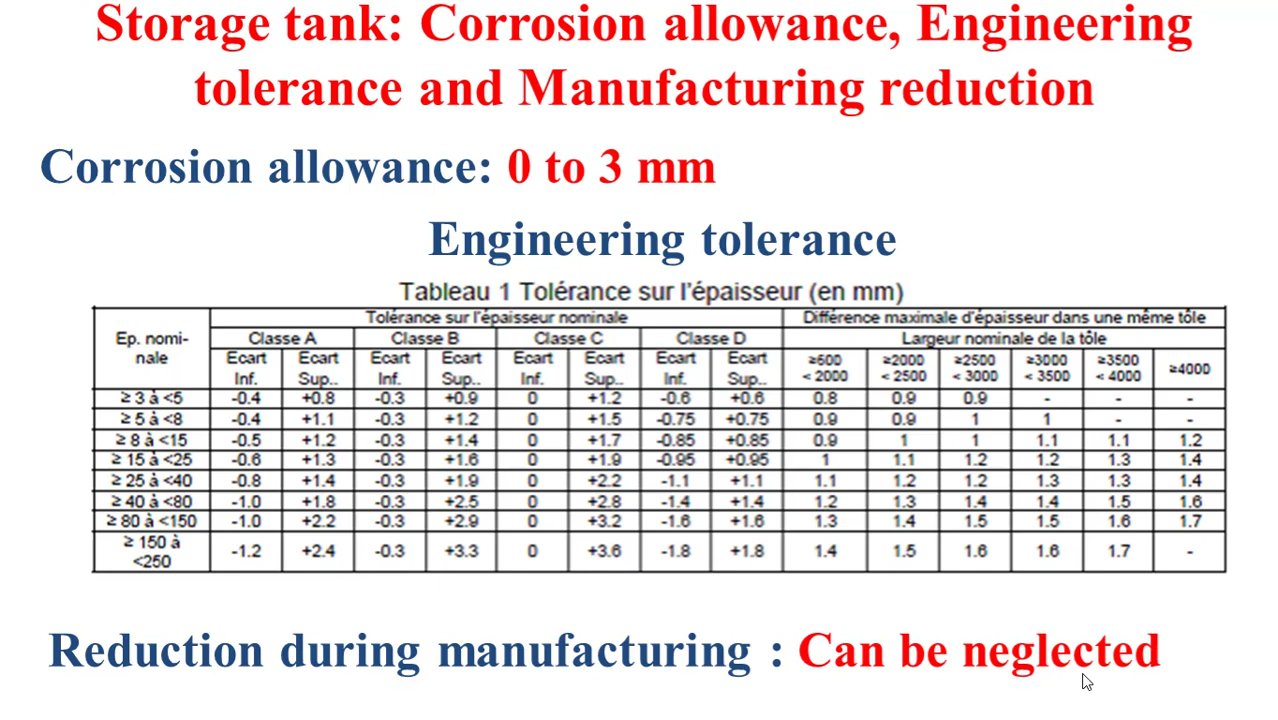 Storage tank: Corrosion allowance, Engineering
tolerance and Manufacturing reduction
Corrosion allowance: 0 to 3 mm
Engineering tolerance
Tableau 1 Tolérance sur l'épaisseur (en mm)
Ep. nomi-nale Tolérance sur l'épaisseur nominale Différence maximale d'épaisseur dans une même tôle
Classe A Classe B Classe C Classe D Largeur nominale de la tôle
Ecart Inf. Ecart Sup.. Ecart Inf. Ecart Sup.. Ecart Inf. Ecart Sup.. Ecart Inf. Ecart Sup.. ≥600 < 2000 ≥2000 < 2500 ≥2500 < 3000 ≥3000 < 3500 ≥3500 < 4000 ≥4000
≥ 3 à <5 -0.4 +0.8 -0.3 +0.9 0 +1.2 -0.6 +0.6 0.8 0.9 0.9 - - -
≥ 5 à <8 -0.4 +1.1 -0.3 +1.2 0 +1.5 -0.75 +0.75 0.9 0.9 1 1 - -
≥ 8 à <15 -0.5 +1.2 -0.3 +1.4 0 +1.7 -0.85 +0.85 0.9 1 1 1.1 1.1 1.2
≥ 15 à <25 -0.6 +1.3 -0.3 +1.6 0 +1.9 -0.95 +0.95 1 1.1 1.2 1.2 1.3 1.4
≥ 25 à <40 -0.8 +1.4 -0.3 +1.9 0 +2.2 -1.1 +1.1 1.1 1.2 1.2 1.3 1.3 1.4
≥ 40 à <80 -1.0 +1.8 -0.3 +2.5 0 +2.8 -1.4 +1.4 1.2 1.3 1.4 1.4 1.5 1.6
≥ 80 à <150 -1.0 +2.2 -0.3 +2.9 0 +3.2 -1.6 +1.6 1.3 1.4 1.5 1.5 1.6 1.7
≥ 150 à <250 -1.2 +2.4 -0.3 +3.3 0 +3.6 -1.8 +1.8 1.4 1.5 1.6 1.6 1.7 -
Reduction during manufacturing : Can be neglected